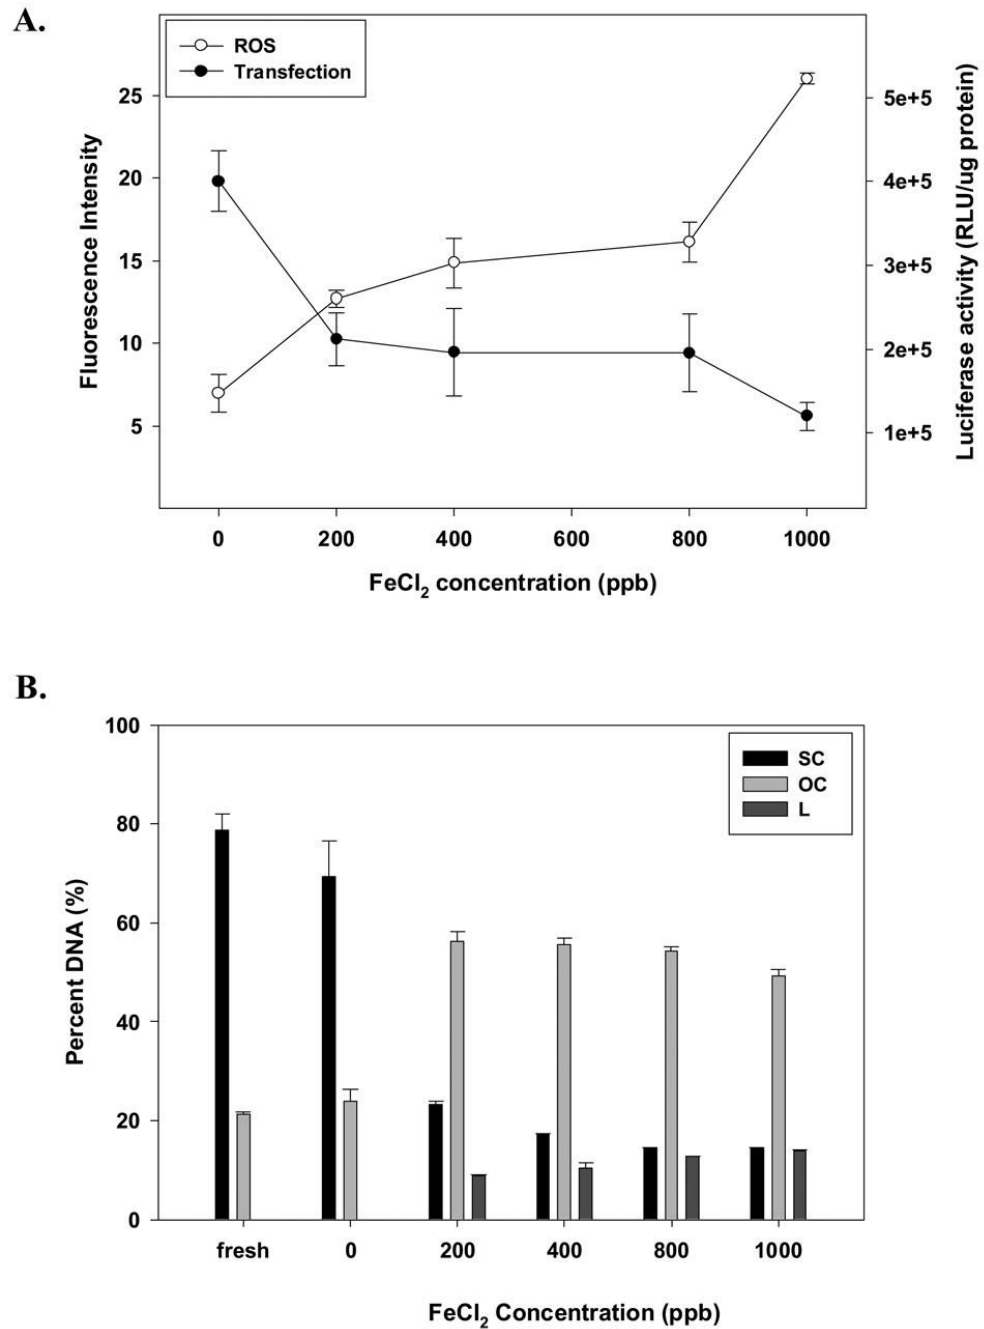 A.
ROS
Transfection
25
20
15
10
5
Fluorescence Intensity
5e+5
4e+5
3e+5
2e+5
1e+5
Luciferase activity (RLU/ug protein)
0 200 400 600 800 1000
FeCl₂ concentration (ppb)
B.
SC
OC
L
100
80
60
40
20
0
Percent DNA (%)
fresh 0 200 400 800 1000
FeCl₂ Concentration (ppb)